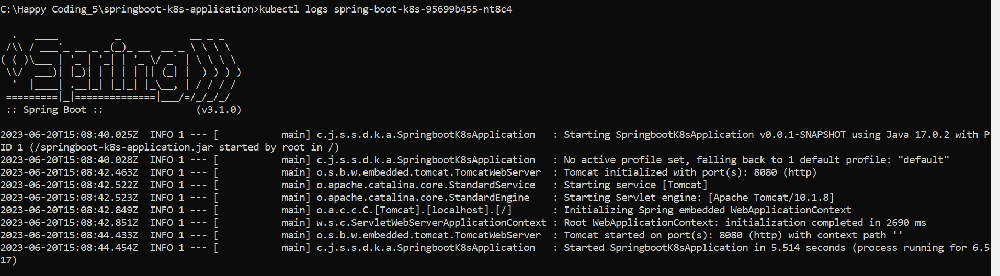 C:\Happy Coding_5\springboot-k8s-application>kubectl logs spring-boot-k8s-95699b455-nt8c4
  .   ____          _            __ _ _
 /\\ / ___'_ __ _ _(_)_ __  __ _ \ \ \ \
( ( )\___ | '_ | '_| | '_ \/ _` | \ \ \ \
 \\/  ___)| |_)| | | | | || (_| |  ) ) ) )
  '  |____| .__|_| |_|_| |_\__, | / / / /
 =========|_|==============|___/=/_/_/_/
 :: Spring Boot ::                (v3.1.0)
2023-06-20T15:08:40.025Z  INFO 1 --- [           main] c.j.s.s.d.k.a.SpringbootK8sApplication   : Starting SpringbootK8sApplication v0.0.1-SNAPSHOT using Java 17.0.2 with P
ID 1 (/springboot-k8s-application.jar started by root in /)
2023-06-20T15:08:40.028Z  INFO 1 --- [           main] c.j.s.s.d.k.a.SpringbootK8sApplication   : No active profile set, falling back to 1 default profile: "default"
2023-06-20T15:08:42.463Z  INFO 1 --- [           main] o.s.b.w.embedded.tomcat.TomcatWebServer  : Tomcat initialized with port(s): 8080 (http)
2023-06-20T15:08:42.522Z  INFO 1 --- [           main] o.apache.catalina.core.StandardService   : Starting service [Tomcat]
2023-06-20T15:08:42.523Z  INFO 1 --- [           main] o.apache.catalina.core.StandardEngine    : Starting Servlet engine: [Apache Tomcat/10.1.8]
2023-06-20T15:08:42.849Z  INFO 1 --- [           main] o.a.c.c.C.[Tomcat].[localhost].[/]       : Initializing Spring embedded WebApplicationContext
2023-06-20T15:08:42.851Z  INFO 1 --- [           main] w.s.c.ServletWebServerApplicationContext : Root WebApplicationContext: initialization completed in 2690 ms
2023-06-20T15:08:44.433Z  INFO 1 --- [           main] o.s.b.w.embedded.tomcat.TomcatWebServer  : Tomcat started on port(s): 8080 (http) with context path ''
2023-06-20T15:08:44.454Z  INFO 1 --- [           main] c.j.s.s.d.k.a.SpringbootK8sApplication   : Started SpringbootK8sApplication in 5.514 seconds (process running for 6.5
17)